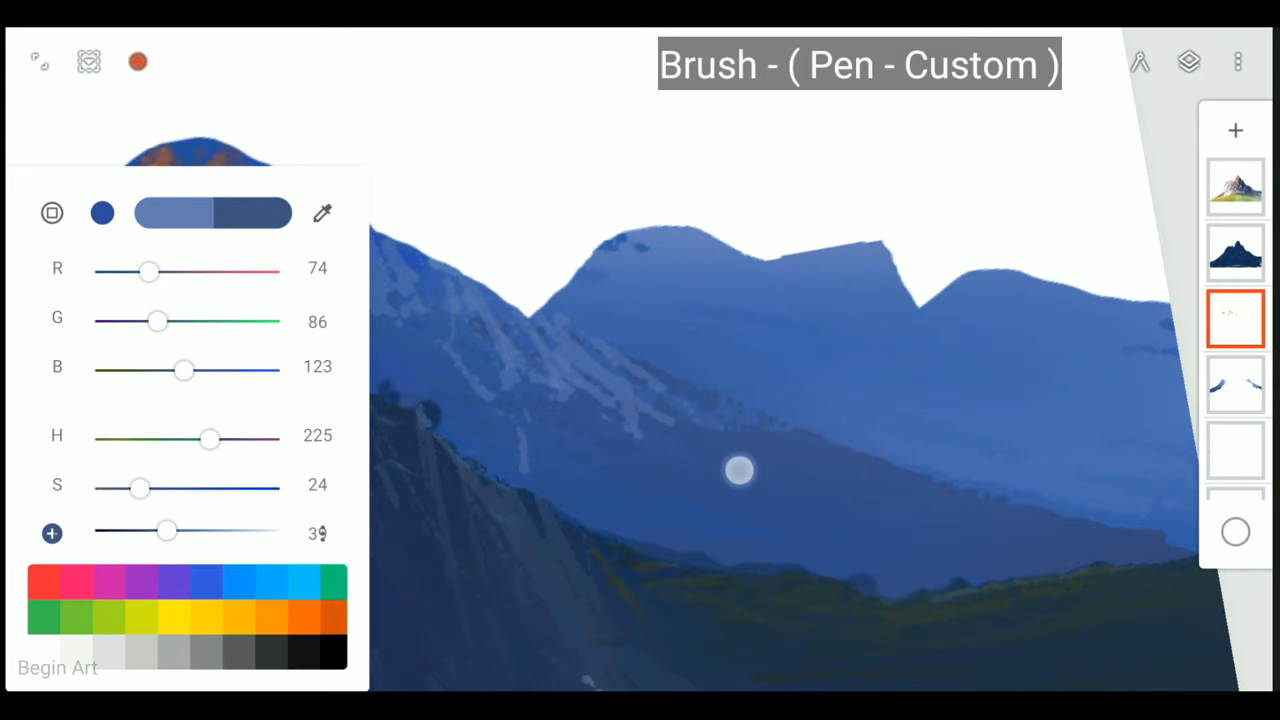 Brush - ( Pen - Custom )
R 74
G 86
B 123
H 225
S 24
Begin Art